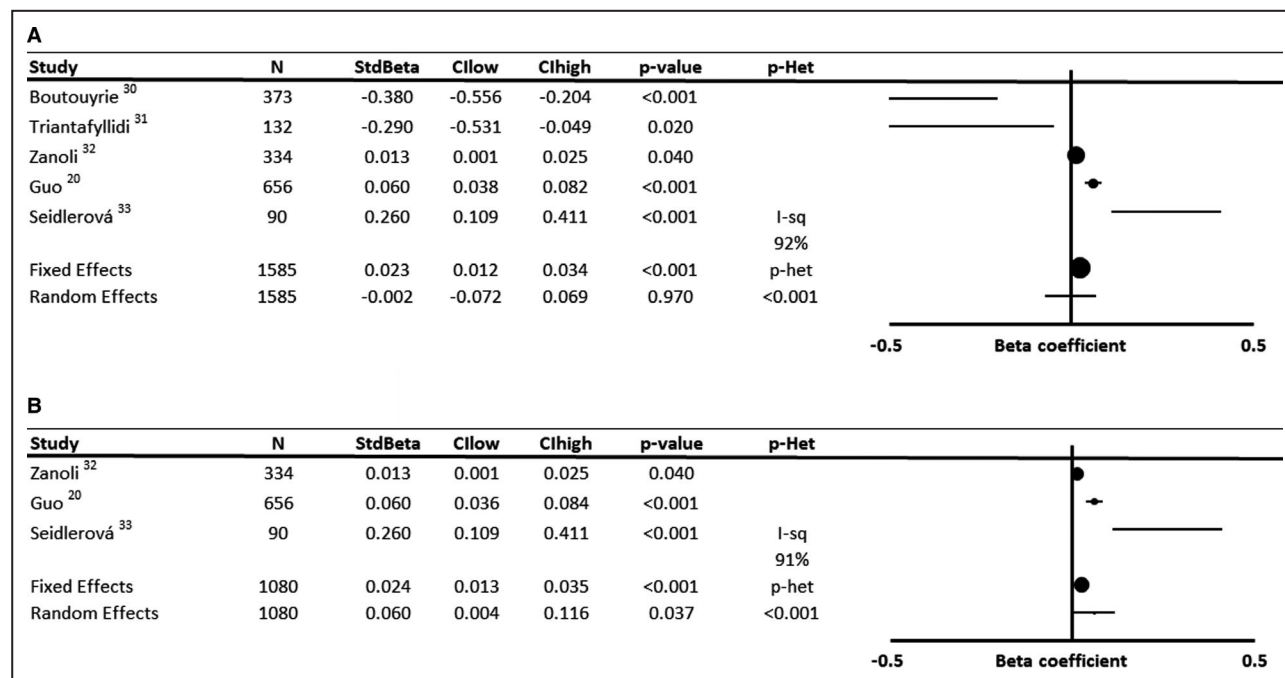 A
Study N StdBeta CIlow CIhigh p-value p-Het
Boutouyrie 30 373 -0.380 -0.556 -0.204 <0.001
Triantafyllidi 31 132 -0.290 -0.531 -0.049 0.020
Zanoli 32 334 0.013 0.001 0.025 0.040
Guo 20 656 0.060 0.038 0.082 <0.001
Seidlerová 33 90 0.260 0.109 0.411 <0.001 I-sq
92%
Fixed Effects 1585 0.023 0.012 0.034 <0.001 p-het
Random Effects 1585 -0.002 -0.072 0.069 0.970 <0.001
-0.5 Beta coefficient 0.5
B
Study N StdBeta CIlow CIhigh p-value p-Het
Zanoli 32 334 0.013 0.001 0.025 0.040
Guo 20 656 0.060 0.036 0.084 <0.001
Seidlerová 33 90 0.260 0.109 0.411 <0.001 I-sq
91%
Fixed Effects 1080 0.024 0.013 0.035 <0.001 p-het
Random Effects 1080 0.060 0.004 0.116 0.037 <0.001
-0.5 Beta coefficient 0.5